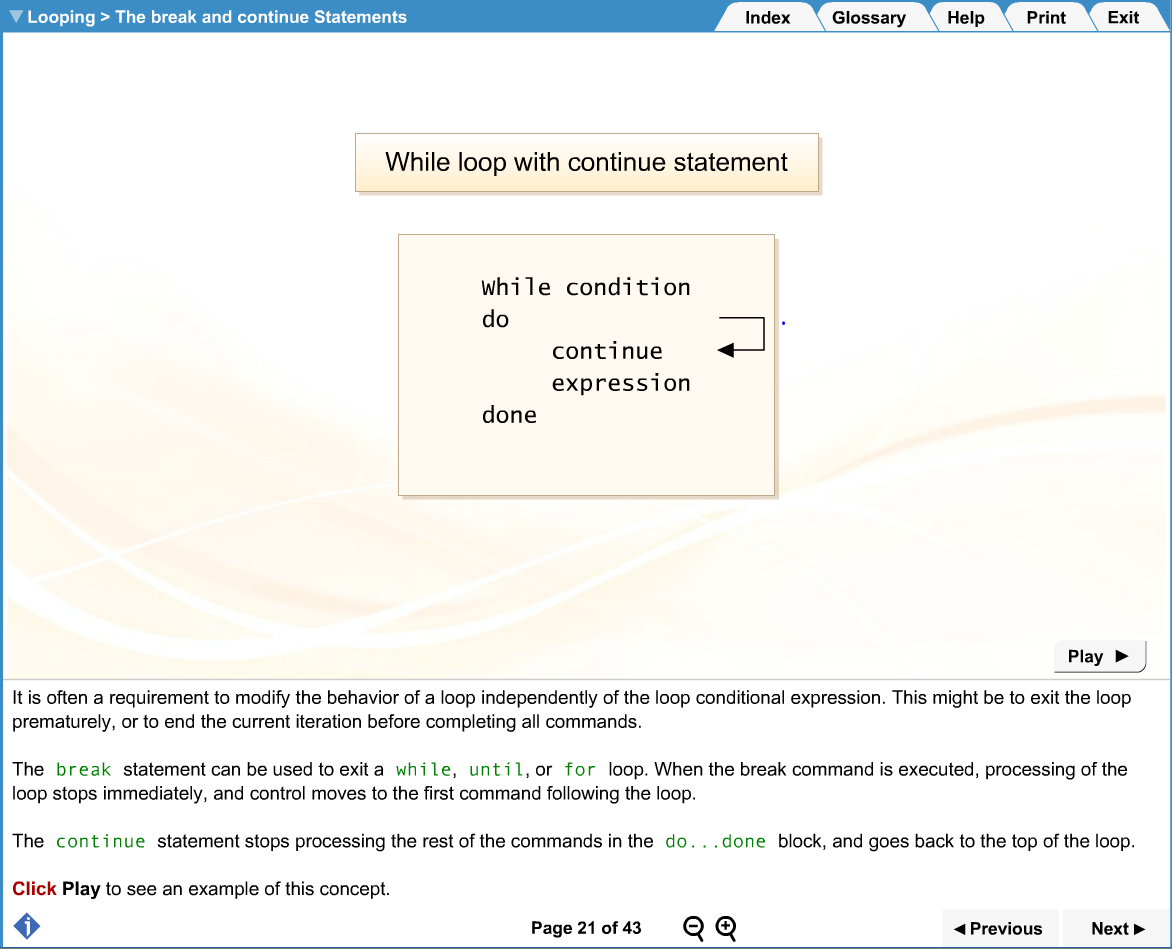 Looping > The break and continue Statements
Index
Glossary
Help
Print
Exit
While loop with continue statement
While condition
do
continue
expression
done
Play
It is often a requirement to modify the behavior of a loop independently of the loop conditional expression. This might be to exit the loop
prematurely, or to end the current iteration before completing all commands.
The break statement can be used to exit a while, until, or for loop. When the break command is executed, processing of the
loop stops immediately, and control moves to the first command following the loop.
The continue statement stops processing the rest of the commands in the do...done block, and goes back to the top of the loop.
Click Play to see an example of this concept.
i
Page 21 of 43
Previous
Next